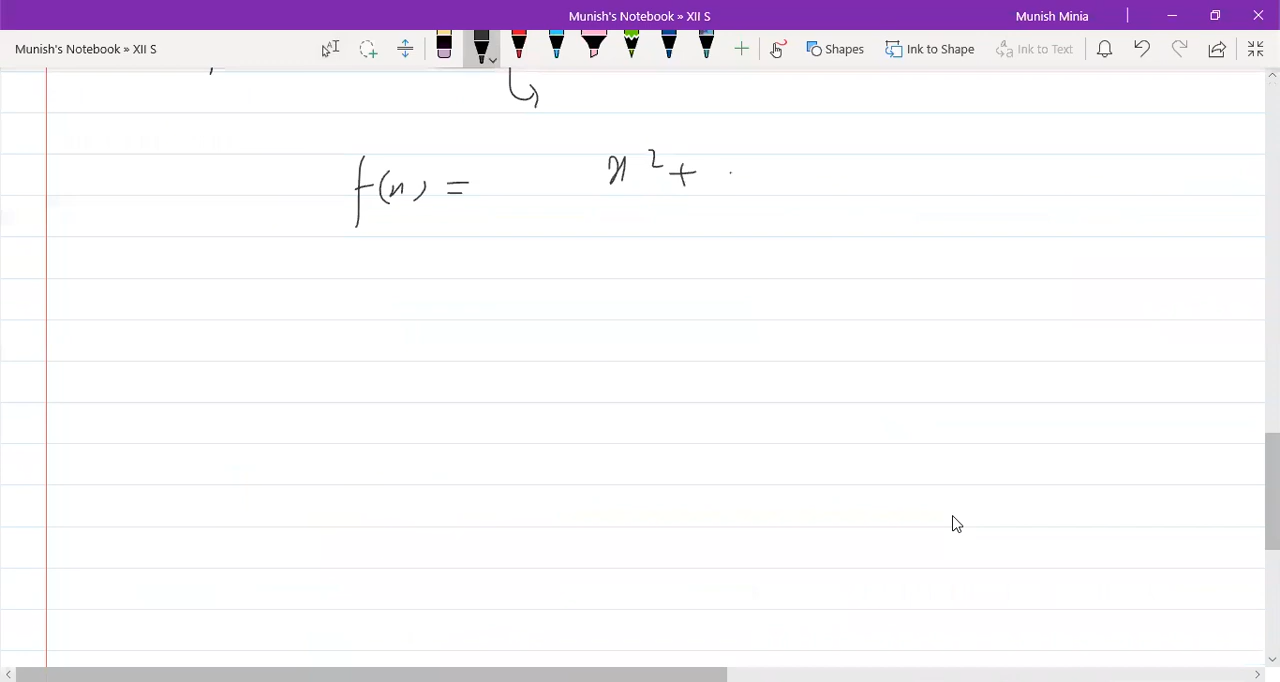 Munish's Notebook » XII S
Munish Minia
Munish's Notebook » XII S
Shapes
Ink to Shape
Ink to Text
f(x) = x² +